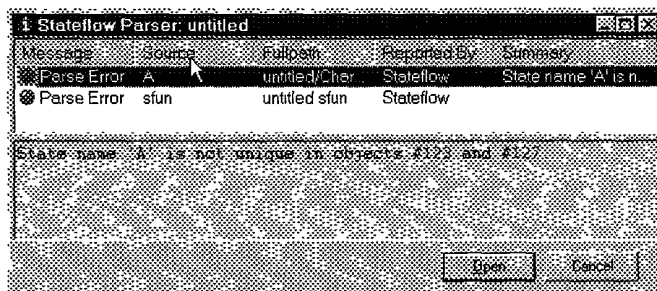 i Stateflow Parser: untitled
Message Source Fullpath Reported By Summary
Parse Error A untitled/Char... Stateflow State name 'A' is n...
Parse Error sfun untitled sfun Stateflow
State name 'A' is not unique in objects #123 and #127
Open Cancel